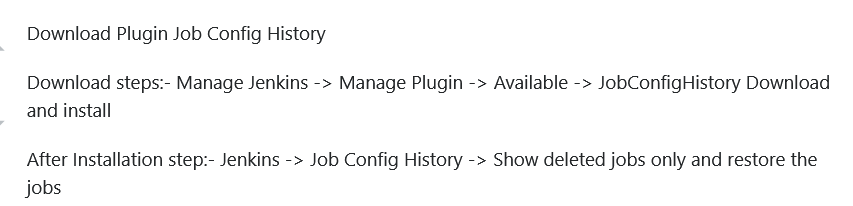 Download Plugin Job Config History
Download steps:- Manage Jenkins -> Manage Plugin -> Available -> JobConfigHistory Download
and install
After Installation step:- Jenkins -> Job Config History -> Show deleted jobs only and restore the
jobs